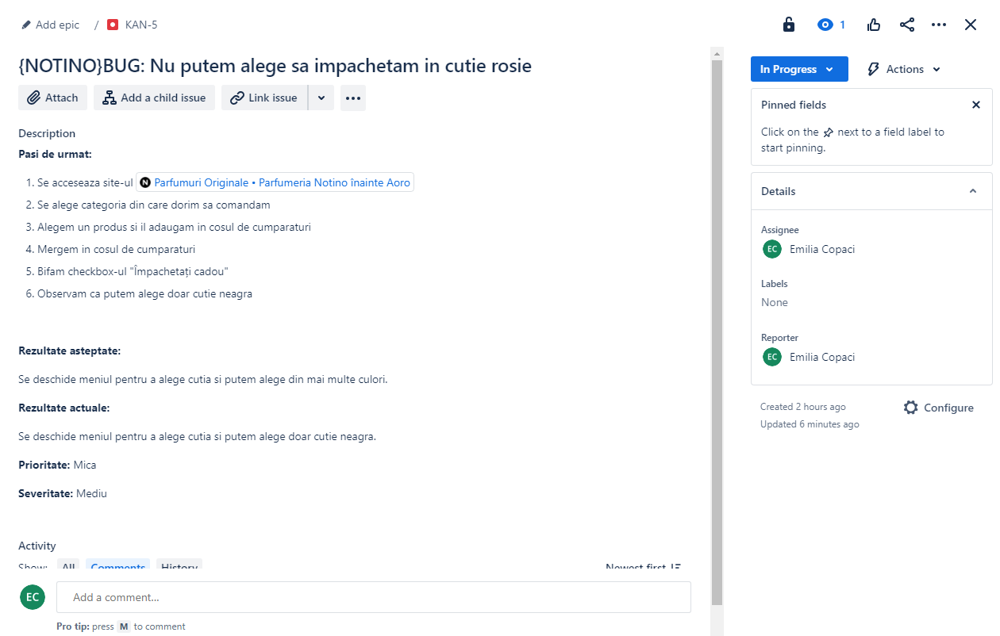 Add epic / KAN-5
1
{NOTINO}BUG: Nu putem alege sa impachetam in cutie rosie
Attach Add a child issue Link issue
Description
Pasi de urmat:
1. Se acceseaza site-ul N Parfumuri Originale • Parfumeria Notino înainte Aoro
2. Se alege categoria din care dorim sa comandam
3. Alegem un produs si il adaugam in cosul de cumparaturi
4. Mergem in cosul de cumparaturi
5. Bifam checkbox-ul "Împachetați cadou"
6. Observam ca putem alege doar cutie neagra
Rezultate asteptate:
Se deschide meniul pentru a alege cutia si putem alege din mai multe culori.
Rezultate actuale:
Se deschide meniul pentru a alege cutia si putem alege doar cutie neagra.
Prioritate: Mica
Severitate: Mediu
Activity
Show: All Comments History Newest first
EC Add a comment...
Pro tip: press M to comment
In Progress Actions
Pinned fields
Click on the next to a field label to
start pinning.
Details
Assignee
EC Emilia Copaci
Labels
None
Reporter
EC Emilia Copaci
Created 2 hours ago Configure
Updated 6 minutes ago